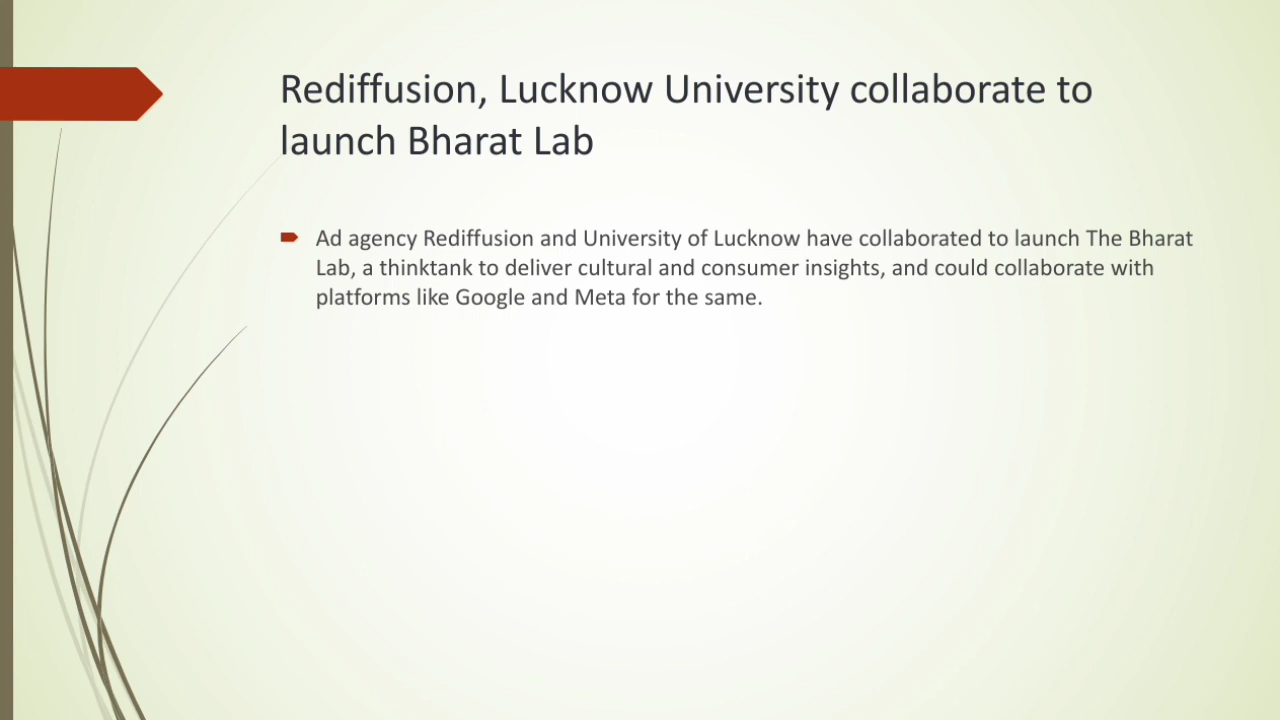 Rediffusion, Lucknow University collaborate to
launch Bharat Lab
Ad agency Rediffusion and University of Lucknow have collaborated to launch The Bharat
Lab, a thinktank to deliver cultural and consumer insights, and could collaborate with
platforms like Google and Meta for the same.